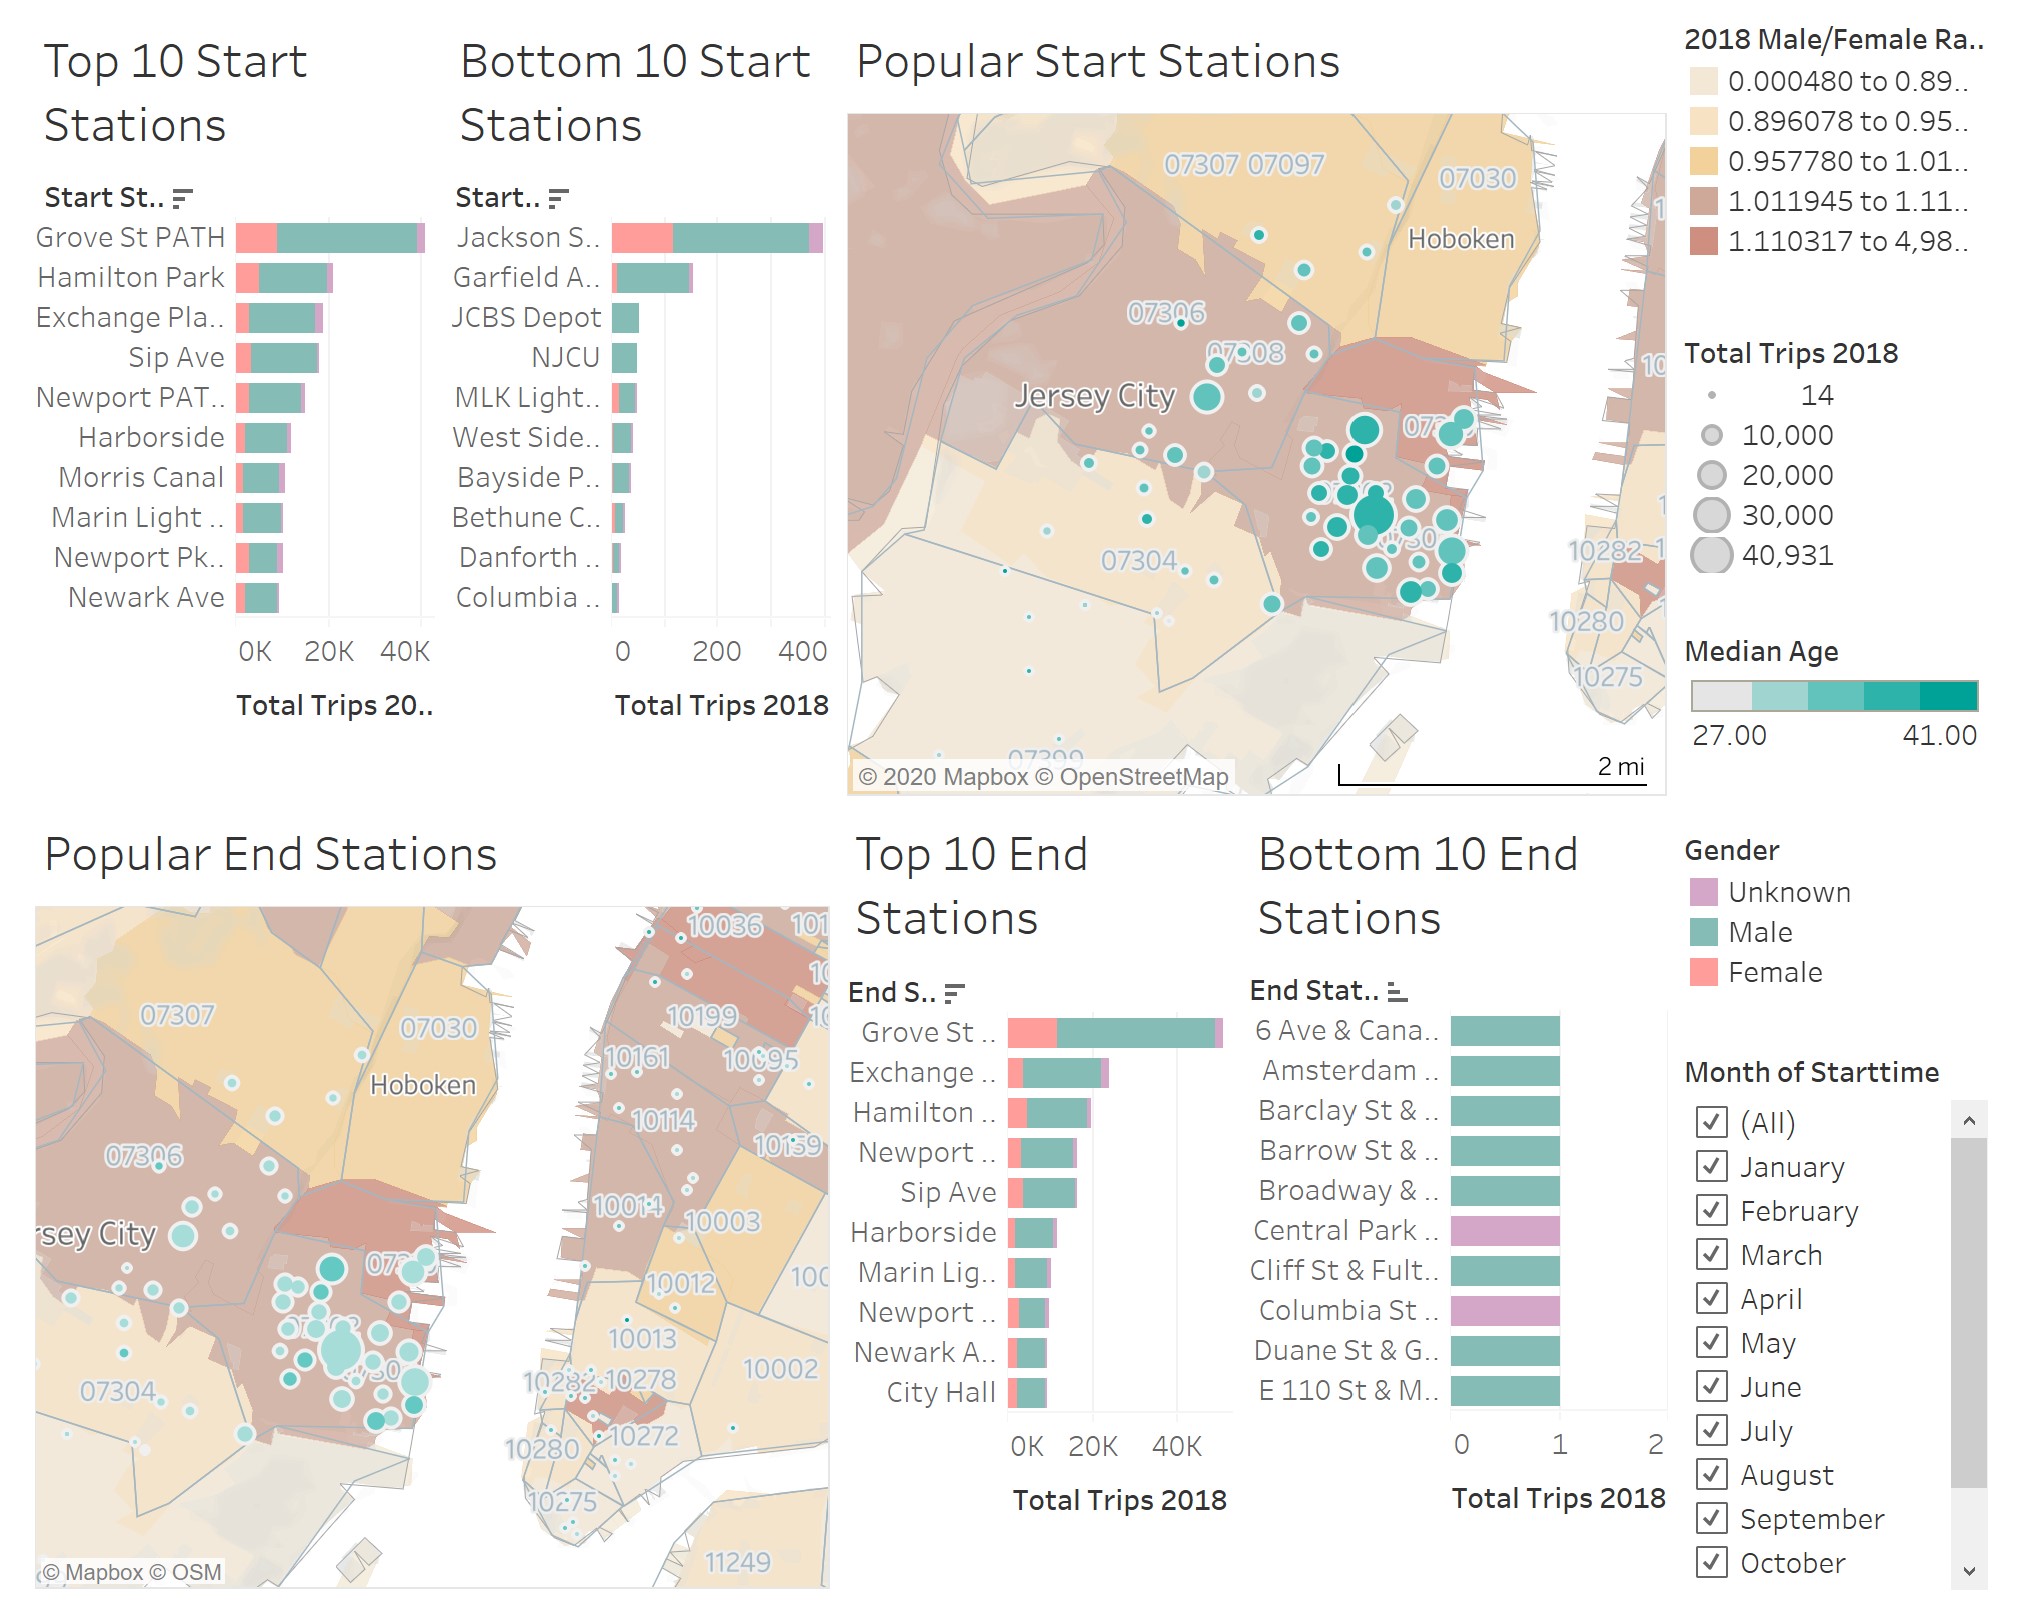 Top 10 Start
Stations
Start St..
Grove St PATH
Hamilton Park
Exchange Pla..
Sip Ave
Newport PAT..
Harborside
Morris Canal
Marin Light ..
Newport Pk..
Newark Ave
0K 20K 40K
Total Trips 20..
Bottom 10 Start
Stations
Start..
Jackson S..
Garfield A..
JCBS Depot
NJCU
MLK Light..
West Side..
Bayside P..
Bethune C..
Danforth ..
Columbia ..
0 200 400
Total Trips 2018
Popular Start Stations
07307 07097
07030
Hoboken
07306
07308
Jersey City
07304
10282
10280
10275
07399
© 2020 Mapbox © OpenStreetMap
2 mi
2018 Male/Female Ra..
0.000480 to 0.89..
0.896078 to 0.95..
0.957780 to 1.01..
1.011945 to 1.11..
1.110317 to 4,98..
Total Trips 2018
14
10,000
20,000
30,000
40,931
Median Age
27.00 41.00
Popular End Stations
10036
07307
07030
10199
Hoboken
10161
10095
10114
07306
10159
10014
10003
rsey City
10012
10013
07304
10282
10278
10002
10280
10272
10275
11249
© Mapbox © OSM
Top 10 End
Stations
End S..
Grove St ..
Exchange ..
Hamilton ..
Newport ..
Sip Ave
Harborside
Marin Lig..
Newport ..
Newark A..
City Hall
0K 20K 40K
Total Trips 2018
Bottom 10 End
Stations
End Stat..
6 Ave & Cana..
Amsterdam ..
Barclay St & ..
Barrow St & ..
Broadway & ..
Central Park ..
Cliff St & Fult..
Columbia St ..
Duane St & G..
E 110 St & M..
0 1 2
Total Trips 2018
Gender
Unknown
Male
Female
Month of Starttime
(All)
January
February
March
April
May
June
July
August
September
October